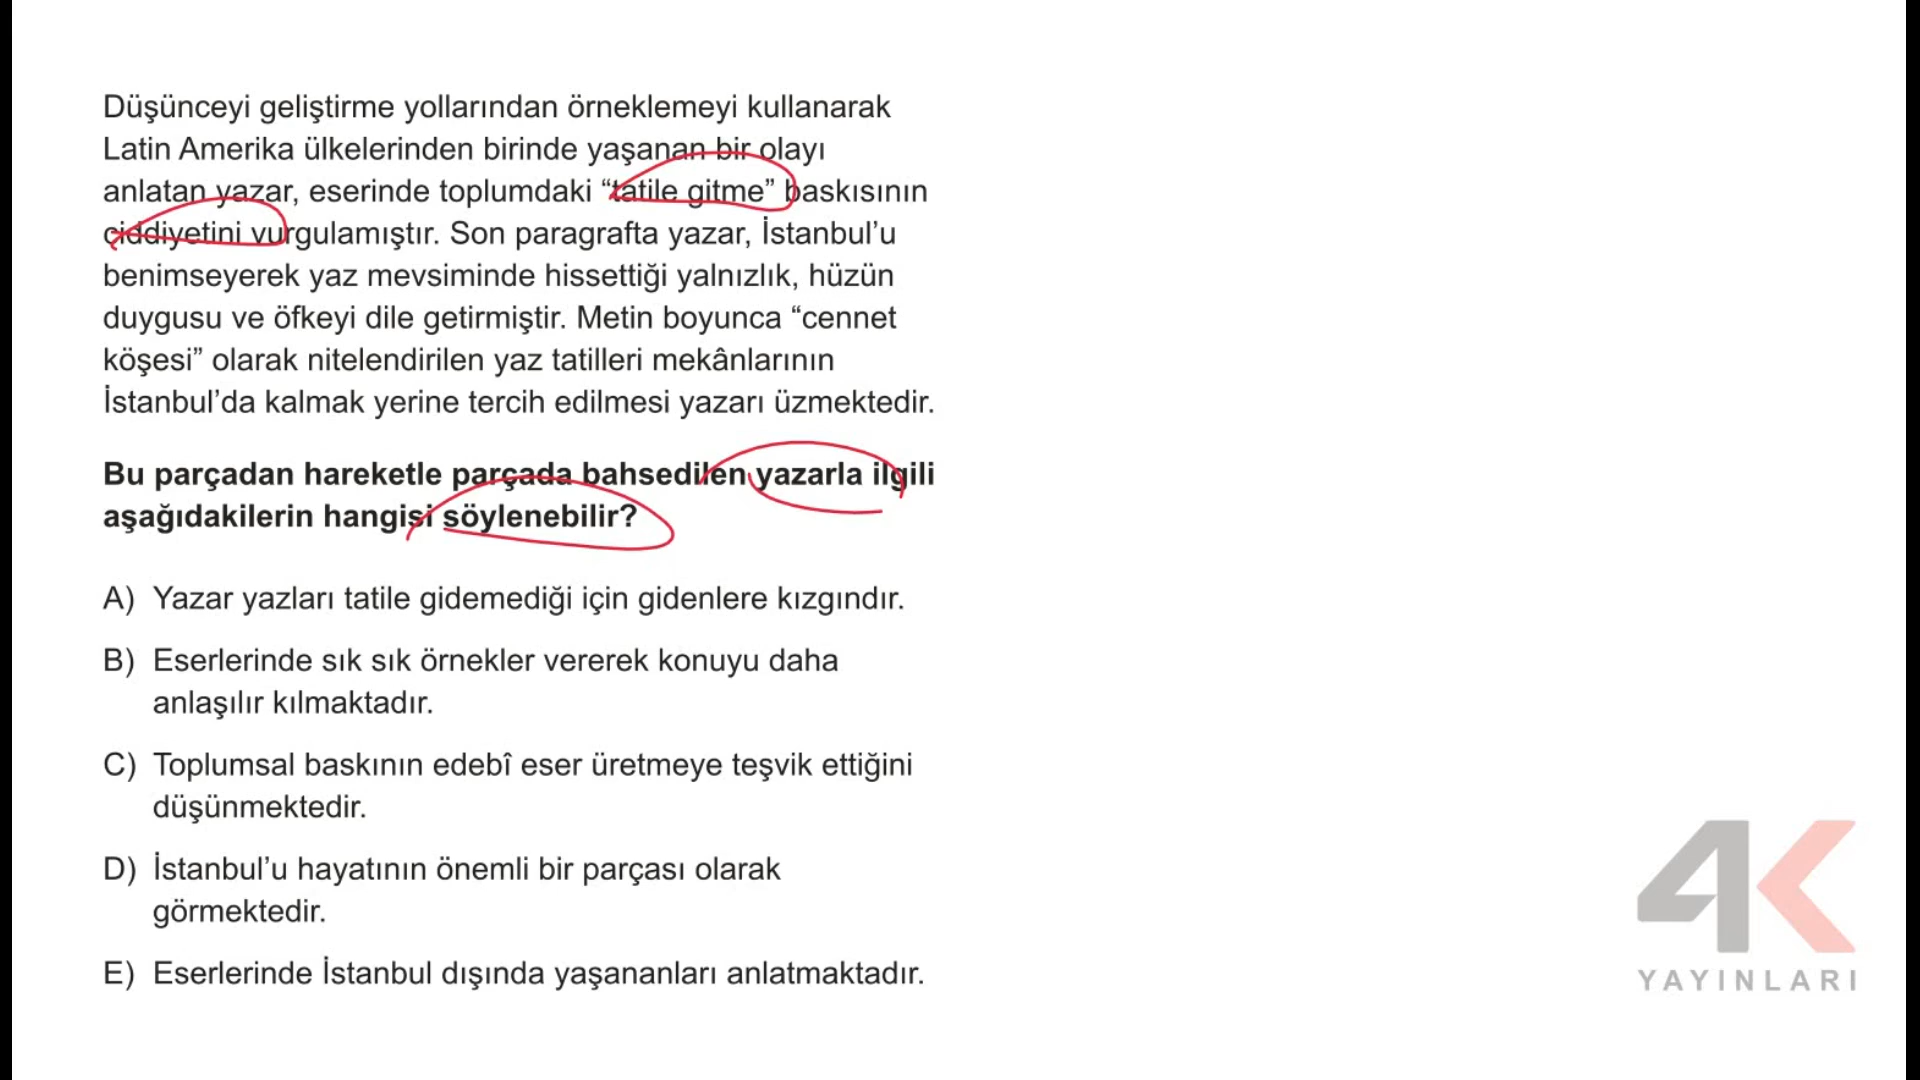 Düşünceyi geliştirme yollarından örneklemeyi kullanarak
Latin Amerika ülkelerinden birinde yaşanan bir olayı
anlatan yazar, eserinde toplumdaki “tatile gitme” baskısının
ciddiyetini vurgulamıştır. Son paragrafta yazar, İstanbul’u
benimseyerek yaz mevsiminde hissettiği yalnızlık, hüzün
duygusu ve öfkeyi dile getirmiştir. Metin boyunca “cennet
köşesi” olarak nitelendirilen yaz tatilleri mekânlarının
İstanbul’da kalmak yerine tercih edilmesi yazarı üzmektedir.
Bu parçadan hareketle parçada bahsedilen yazarla ilgili
aşağıdakilerin hangisi söylenebilir?
A) Yazar yazları tatile gidemediği için gidenlere kızgındır.
B) Eserlerinde sık sık örnekler vererek konuyu daha
anlaşılır kılmaktadır.
C) Toplumsal baskının edebî eser üretmeye teşvik ettiğini
düşünmektedir.
D) İstanbul’u hayatının önemli bir parçası olarak
görmektedir.
E) Eserlerinde İstanbul dışında yaşananları anlatmaktadır.
4K
YAYINLARI